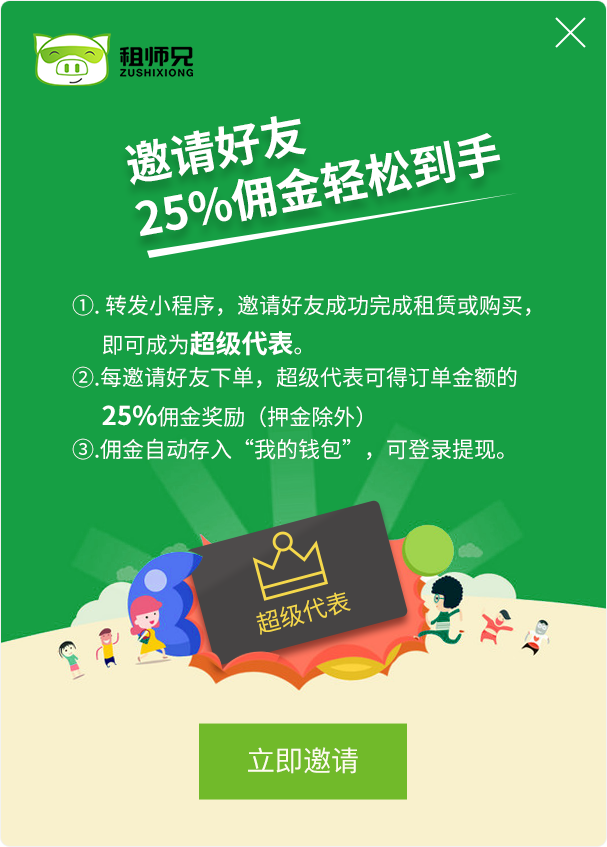 租师兄
ZUSHIXIONG
邀请好友
25%佣金轻松到手
①. 转发小程序，邀请好友成功完成租赁或购买，
即可成为超级代表。
②.每邀请好友下单，超级代表可得订单金额的
25%佣金奖励（押金除外）
③.佣金自动存入“我的钱包”，可登录提现。
超级代表
立即邀请